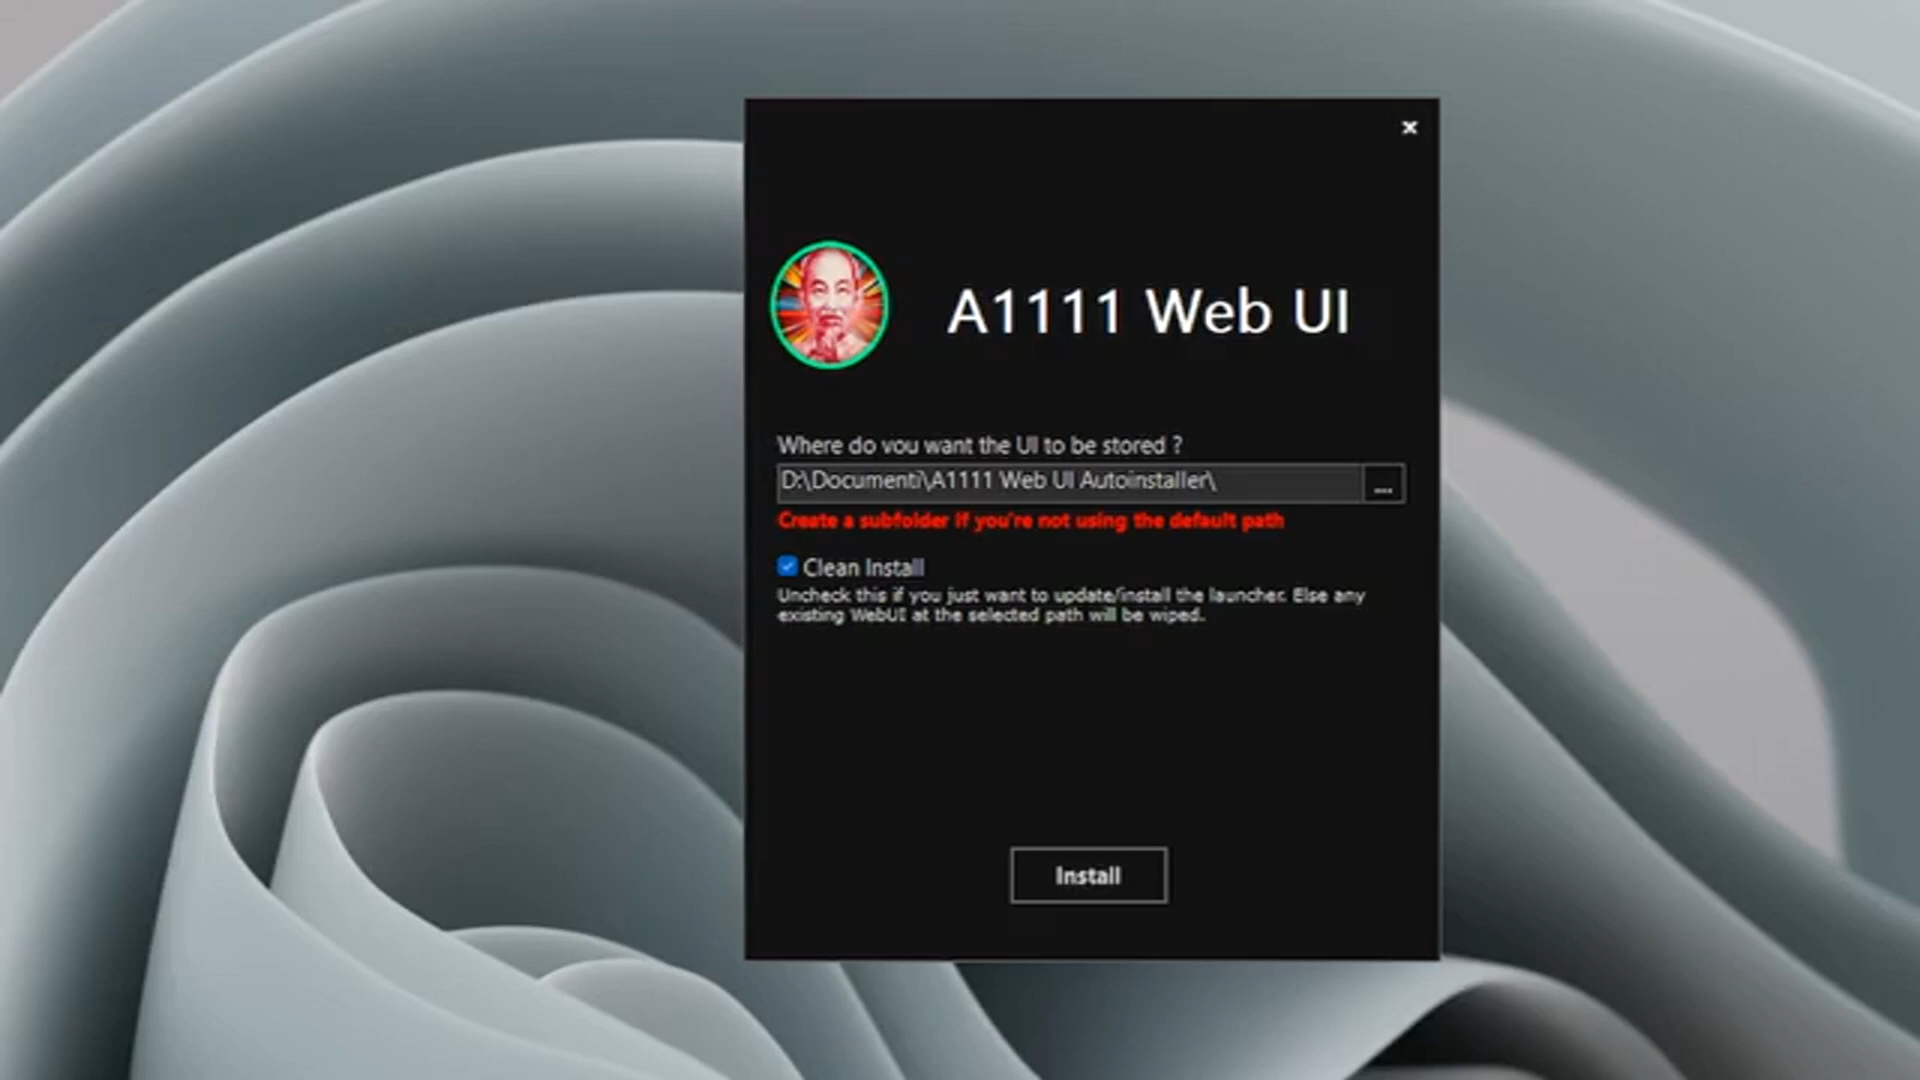 A1111 Web UI
Where do you want the UI to be stored ?
D:\Documenti\A1111 Web UI Autoinstaller\
...
Create a subfolder if you're not using the default path
Clean Install
Uncheck this if you just want to update/install the launcher. Else any
existing WebUI at the selected path will be wiped.
Install